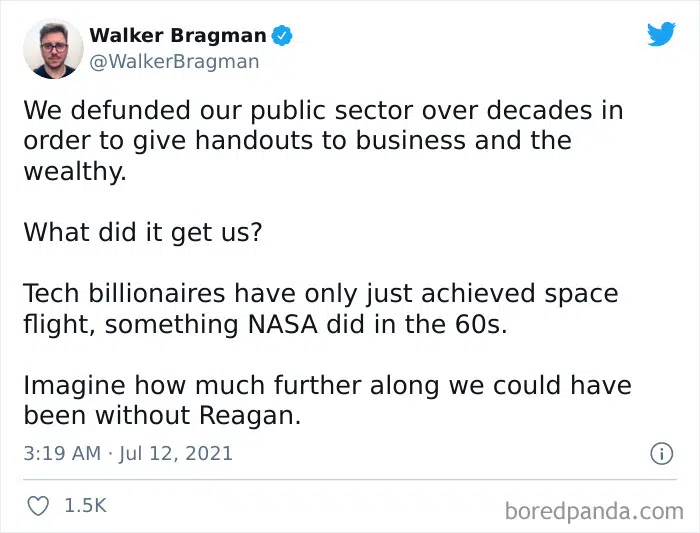 Walker Bragman
@WalkerBragman
We defunded our public sector over decades in
order to give handouts to business and the
wealthy.
What did it get us?
Tech billionaires have only just achieved space
flight, something NASA did in the 60s.
Imagine how much further along we could have
been without Reagan.
3:19 AM · Jul 12, 2021
1.5K
boredpanda.com